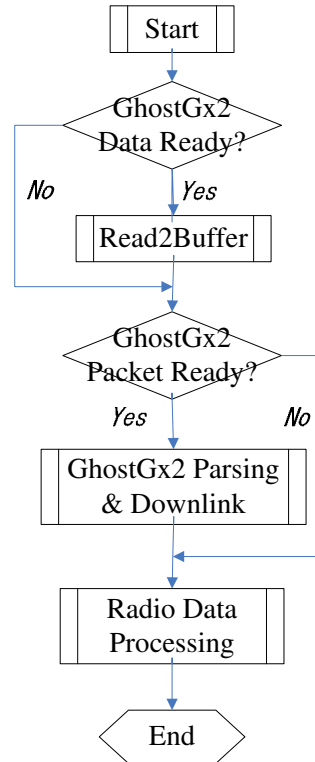 Start
GhostGx2
Data Ready?
No
Yes
Read2Buffer
GhostGx2
Packet Ready?
Yes
No
GhostGx2 Parsing
& Downlink
Radio Data
Processing
End